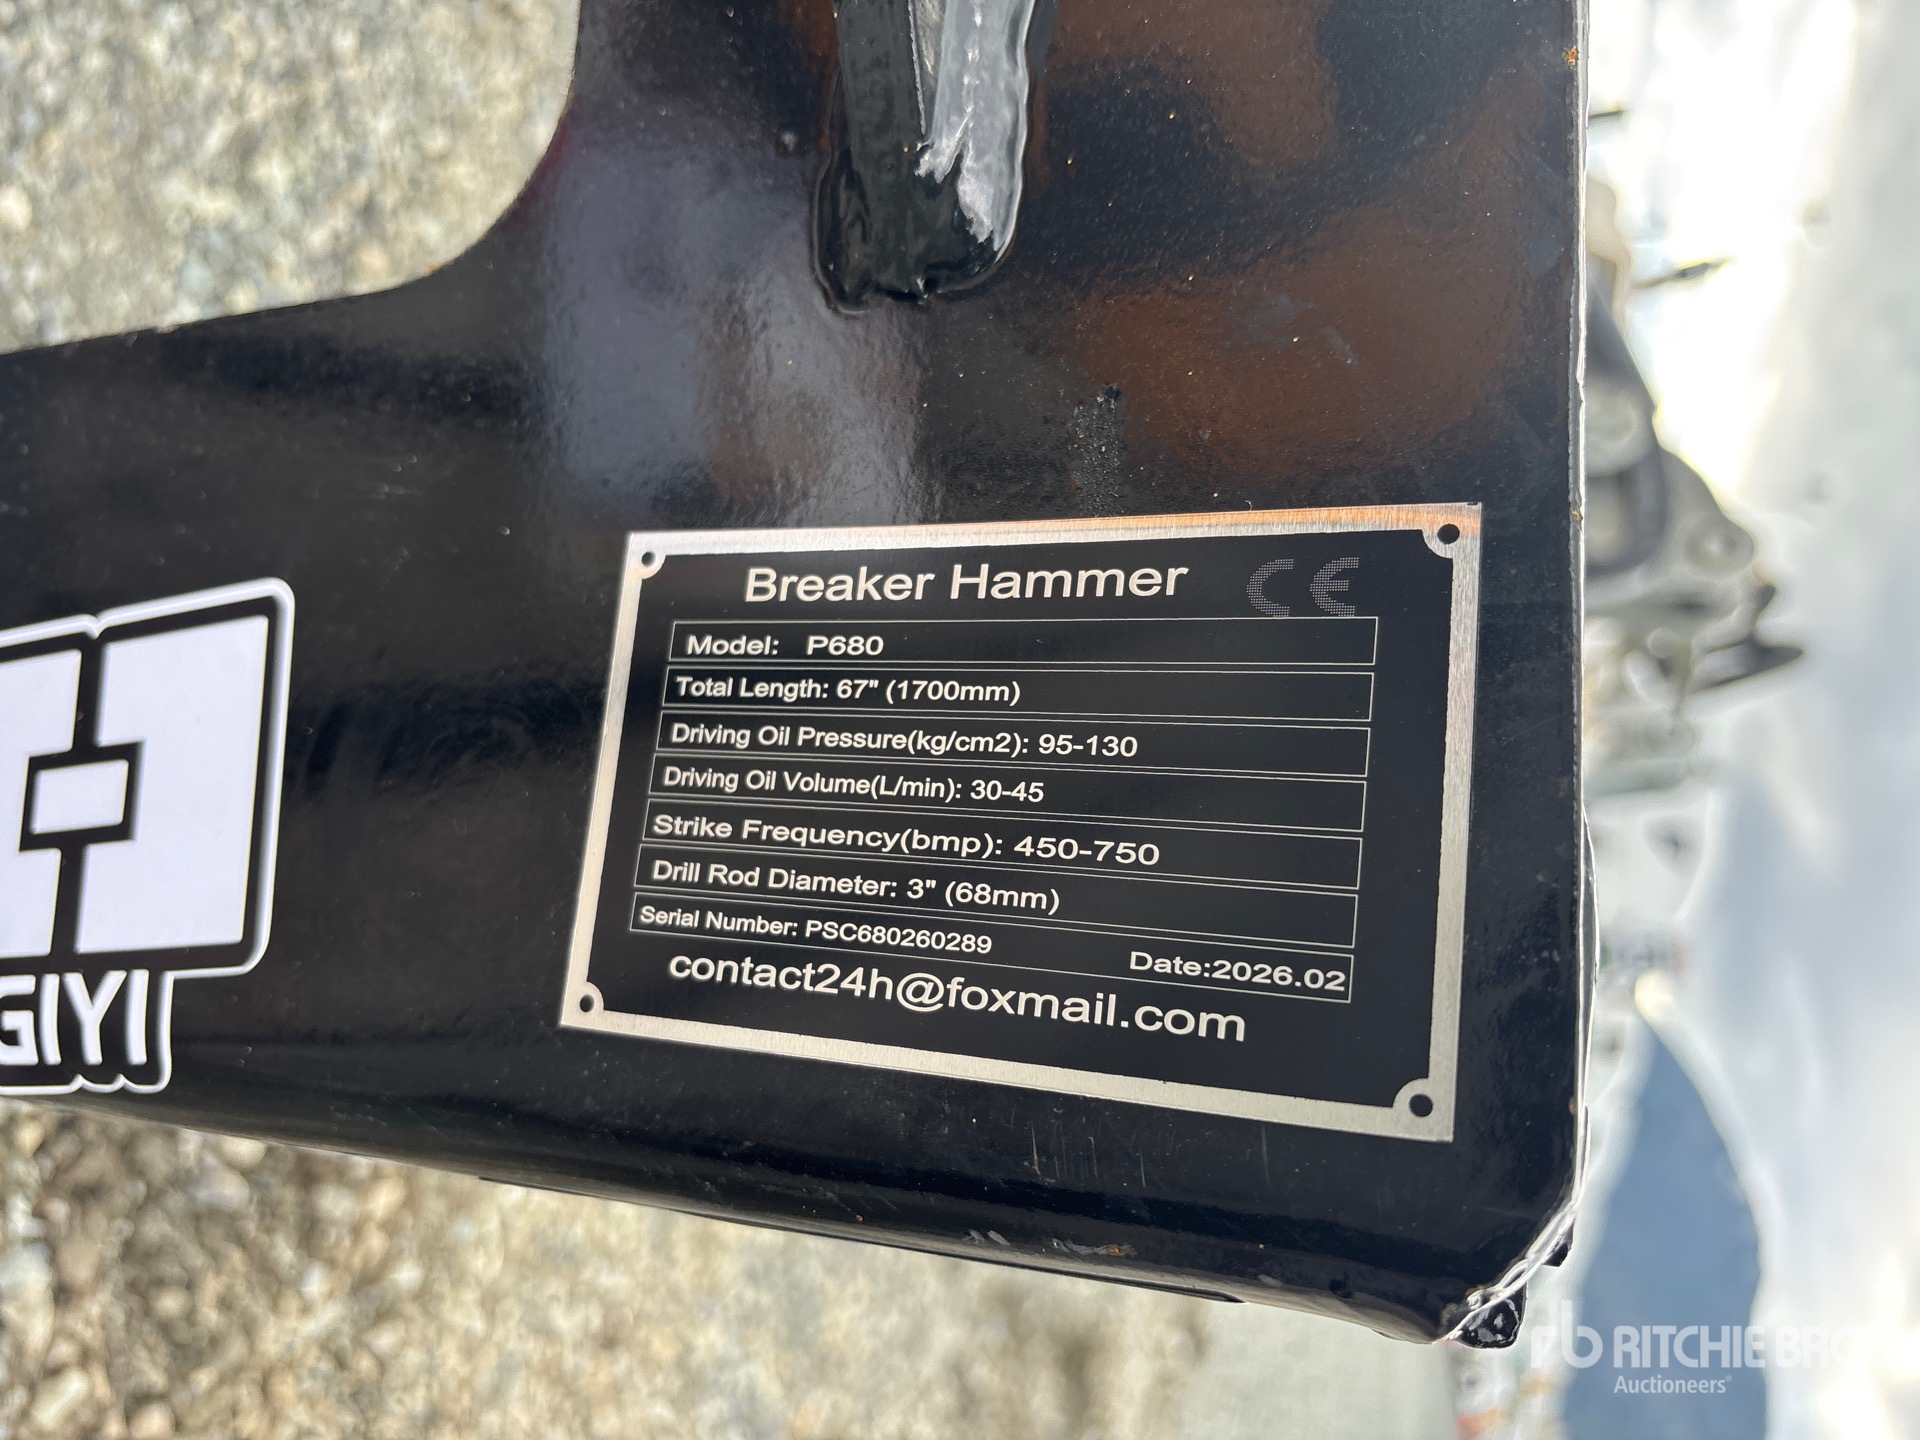 Breaker Hammer CE
Model: P680
Total Length: 67" (1700mm)
Driving Oil Pressure(kg/cm2): 95-130
Driving Oil Volume(L/min): 30-45
Strike Frequency(bmp): 450-750
Drill Rod Diameter: 3" (68mm)
Serial Number: PSC680260289 Date:2026.02
contact24h@foxmail.com
GIYI
rb RITCHIE BRO
Auctioneers